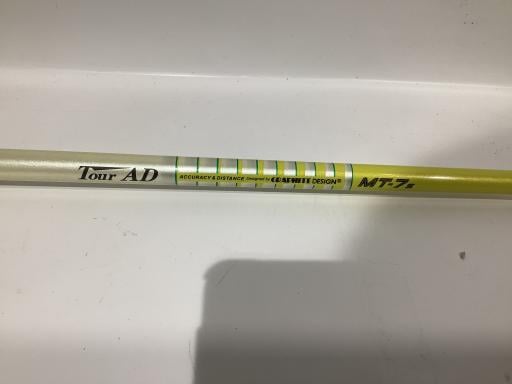 Tour AD
ACCURACY & DISTANCE Designed by GRAPHITE DESIGN®
MT-7s